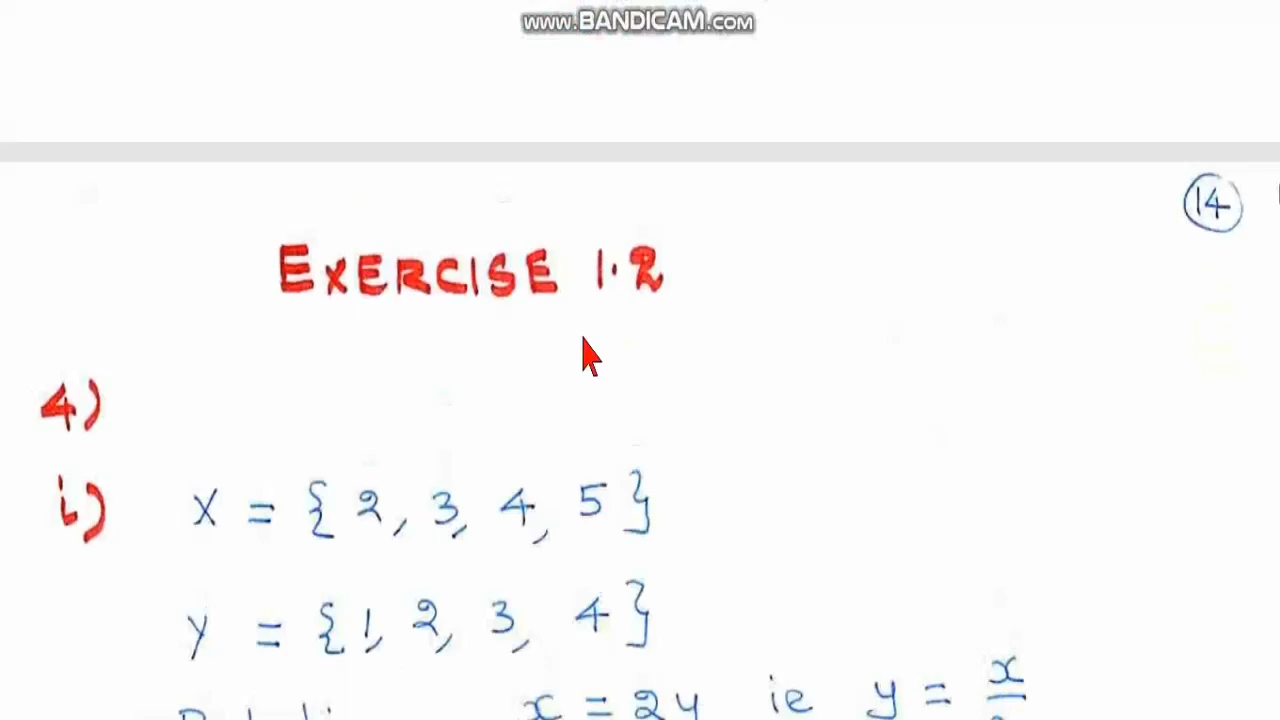 www.BANDICAM.com
14
EXERCISE 1.2
4)
i) x = { 2, 3, 4, 5 }
y = { 1, 2, 3, 4 }
x = 2y ie y = x